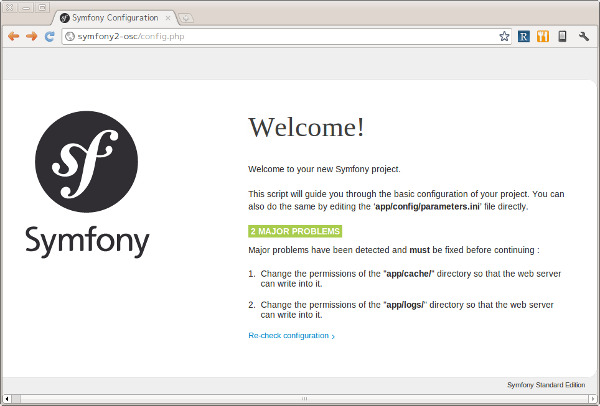 Symfony Configuration
symfony2-osc/config.php
R
sf
Symfony
Welcome!
Welcome to your new Symfony project.
This script will guide you through the basic configuration of your project. You can
also do the same by editing the 'app/config/parameters.ini' file directly.
2 MAJOR PROBLEMS
Major problems have been detected and must be fixed before continuing :
1. Change the permissions of the "app/cache/" directory so that the web server
can write into it.
2. Change the permissions of the "app/logs/" directory so that the web server
can write into it.
Re-check configuration ›
Symfony Standard Edition